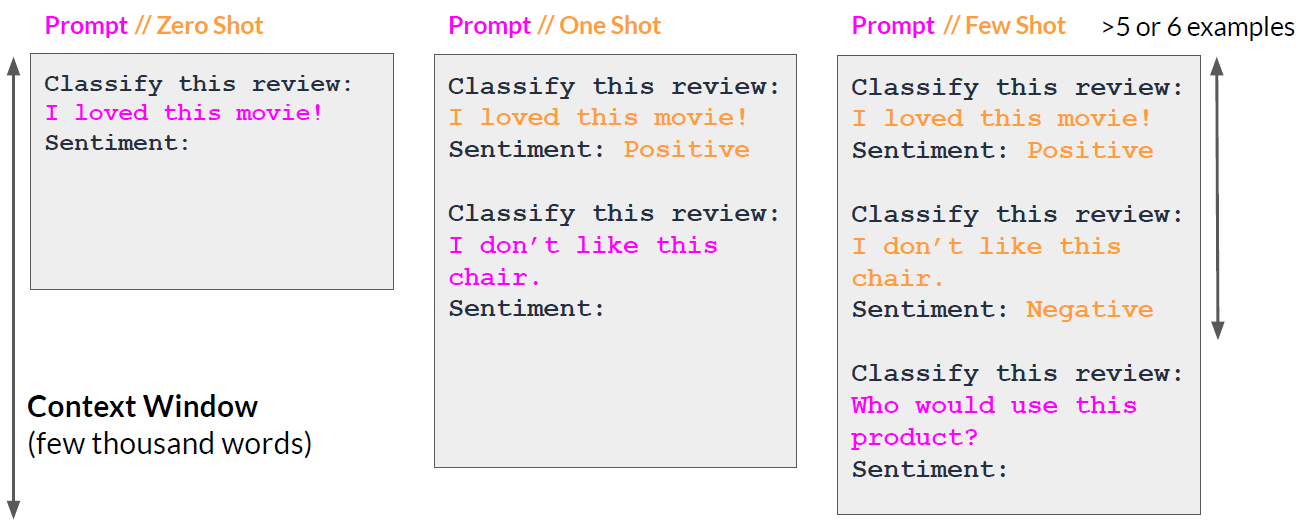 Prompt // Zero Shot
Classify this review:
I loved this movie!
Sentiment:
Context Window
(few thousand words)
Prompt // One Shot
Classify this review:
I loved this movie!
Sentiment: Positive
Classify this review:
I don’t like this
chair.
Sentiment:
Prompt // Few Shot
>5 or 6 examples
Classify this review:
I loved this movie!
Sentiment: Positive
Classify this review:
I don’t like this
chair.
Sentiment: Negative
Classify this review:
Who would use this
product?
Sentiment: